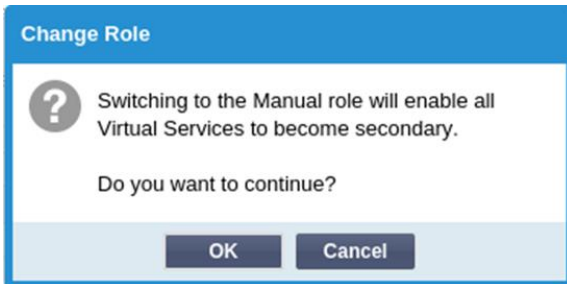 Change Role
?
Switching to the Manual role will enable all
Virtual Services to become secondary.
Do you want to continue?
OK
Cancel